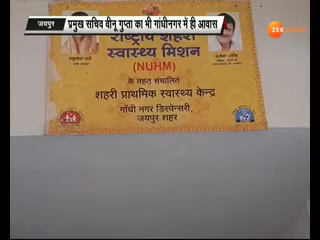 जयपुर
प्रमुख सचिव वीनू गुप्ता का भी गांधीनगर में ही आवास
ZEE
राष्ट्रीय शहरी
स्वास्थ्य मिशन
(NUHM)
के तहत संचालित
शहरी प्राथमिक स्वास्थ्य केन्द्र
गाँधी नगर डिस्पेन्सरी,
जयपुर शहर